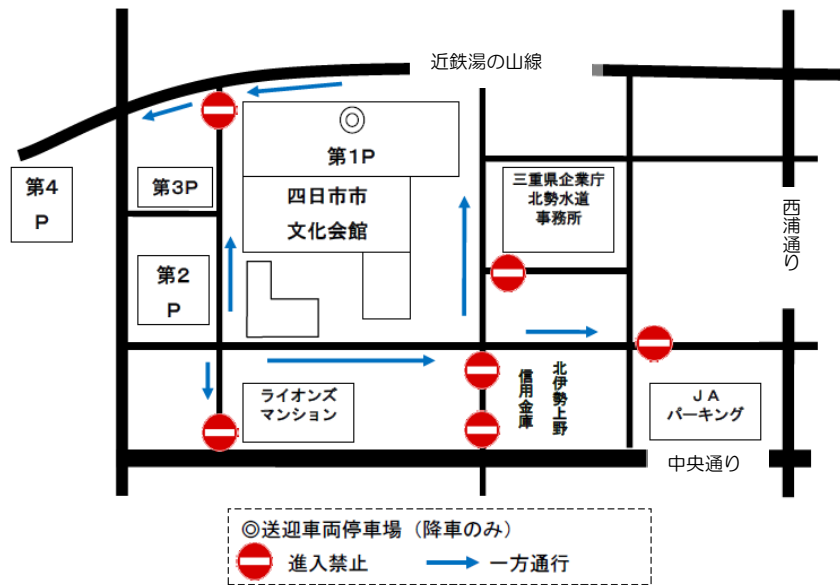 近鉄湯の山線
第1P
四日市市
文化会館
第4
P
第3P
第2
P
三重県企業庁
北勢水道
事務所
西浦通り
ライオンズ
マンション
北伊勢上野
信用金庫
ＪＡ
パーキング
中央通り
◎送迎車両停車場（降車のみ）
進入禁止
一方通行